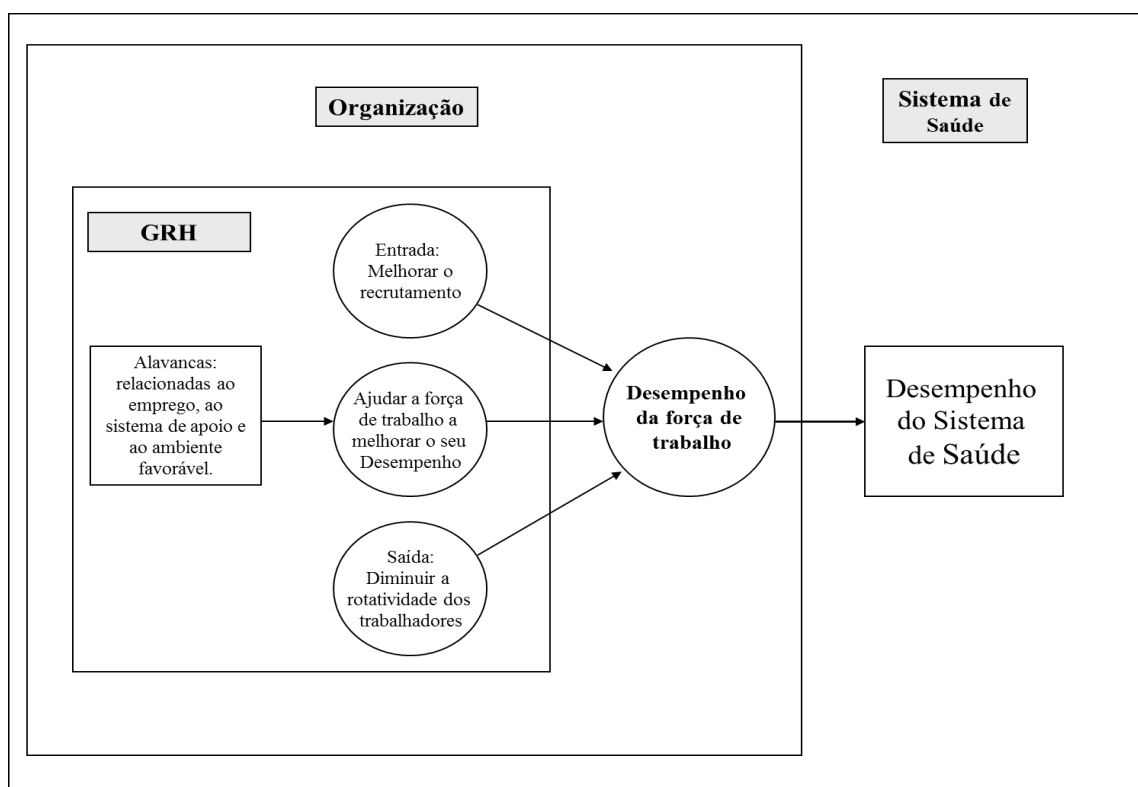 Organização
Sistema de
Saúde
GRH
Entrada:
Melhorar o
recrutamento
Alavancas:
relacionadas ao
emprego, ao
sistema de apoio e
ao ambiente
favorável.
Ajudar a força
de trabalho a
melhorar o seu
Desempenho
Saída:
Diminuir a
rotatividade dos
trabalhadores
Desempenho
da força de
trabalho
Desempenho
do Sistema
de Saúde